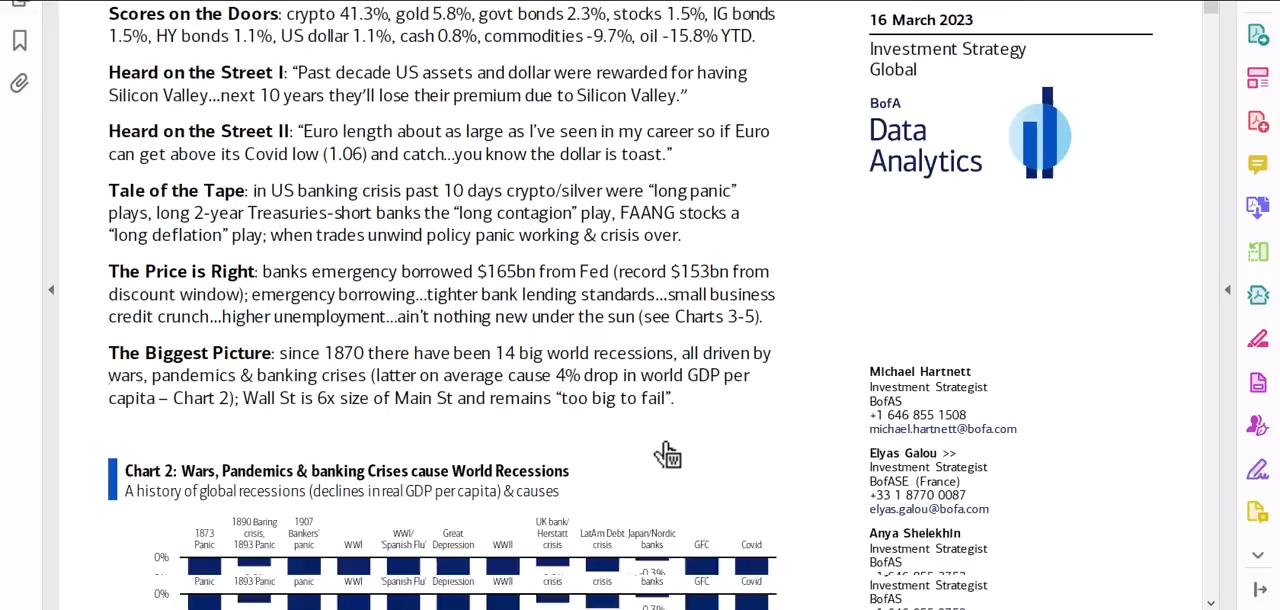 Scores on the Doors: crypto 41.3%, gold 5.8%, govt bonds 2.3%, stocks 1.5%, IG bonds
1.5%, HY bonds 1.1%, US dollar 1.1%, cash 0.8%, commodities -9.7%, oil -15.8% YTD.
Heard on the Street I: “Past decade US assets and dollar were rewarded for having
Silicon Valley…next 10 years they’ll lose their premium due to Silicon Valley.”
Heard on the Street II: “Euro length about as large as I’ve seen in my career so if Euro
can get above its Covid low (1.06) and catch…you know the dollar is toast.”
Tale of the Tape: in US banking crisis past 10 days crypto/silver were “long panic”
plays, long 2-year Treasuries-short banks the “long contagion” play, FAANG stocks a
“long deflation” play; when trades unwind policy panic working & crisis over.
The Price is Right: banks emergency borrowed $165bn from Fed (record $153bn from
discount window); emergency borrowing…tighter bank lending standards…small business
credit crunch…higher unemployment…ain’t nothing new under the sun (see Charts 3-5).
The Biggest Picture: since 1870 there have been 14 big world recessions, all driven by
wars, pandemics & banking crises (latter on average cause 4% drop in world GDP per
capita – Chart 2); Wall St is 6x size of Main St and remains “too big to fail”.
Chart 2: Wars, Pandemics & banking Crises cause World Recessions
A history of global recessions (declines in real GDP per capita) & causes
1873
Panic
1890 Baring
crisis,
1893 Panic
1907
Bankers'
panic
WWI
WWI/
'Spanish Flu'
Great
Depression
WWII
UK bank/
Herstatt
crisis
LatAm Debt
crisis
Japan/Nordic
banks
GFC
Covid
0%
-0.3%
Panic
1893 Panic
panic
WWI
'Spanish Flu'
Depression
WWII
crisis
crisis
banks
GFC
Covid
0%
16 March 2023
Investment Strategy
Global
BofA
Data
Analytics
Michael Hartnett
Investment Strategist
BofAS
+1 646 855 1508
michael.hartnett@bofa.com
Elyas Galou >>
Investment Strategist
BofASE (France)
+33 1 8770 0087
elyas.galou@bofa.com
Anya Shelekhin
Investment Strategist
BofAS
Investment Strategist
BofAS